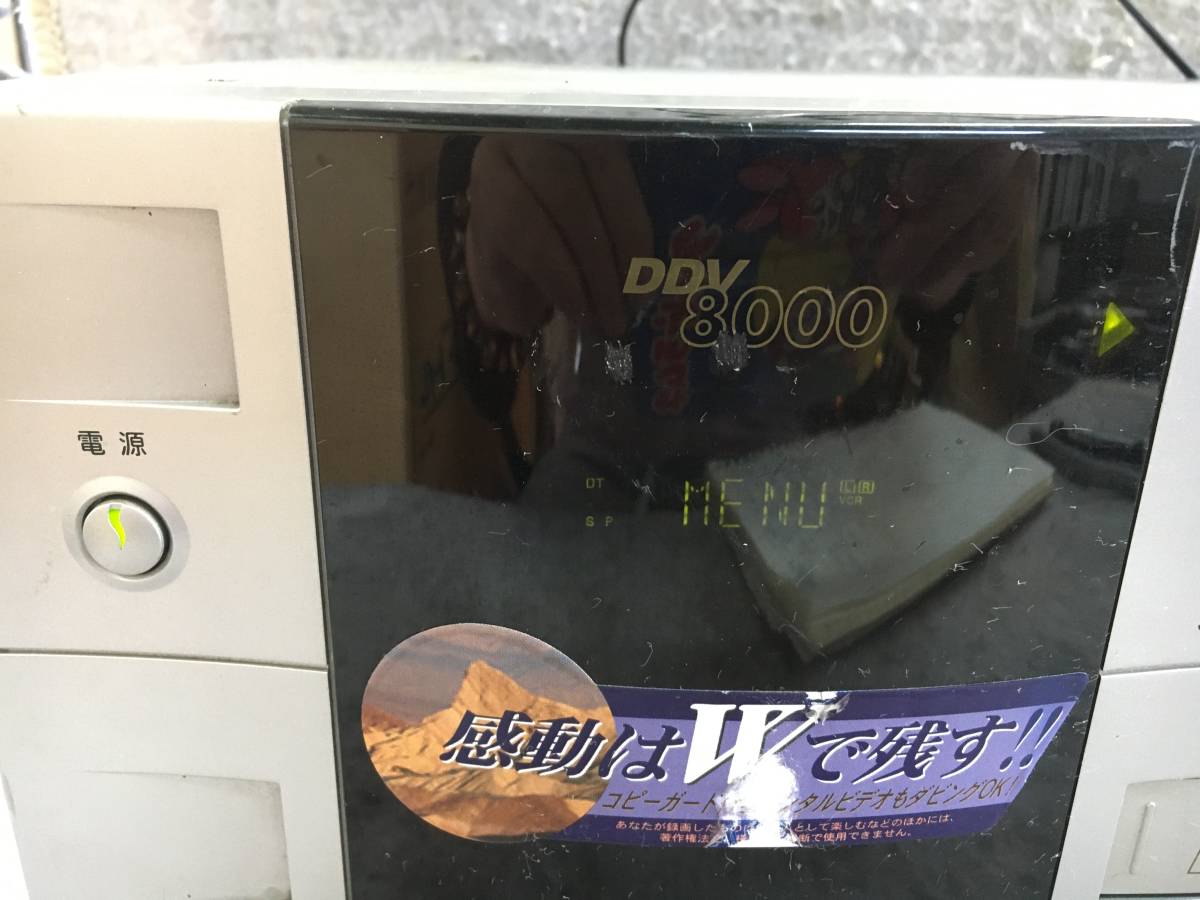 DDV
8000
電源
DT
MENU
L R
VCR
SP
感動はWで残す!!
コピーガード タルビデオもダビングOK!
あなたが録画したもの として楽しむなどのほかには、
著作権法 断で使用できません。